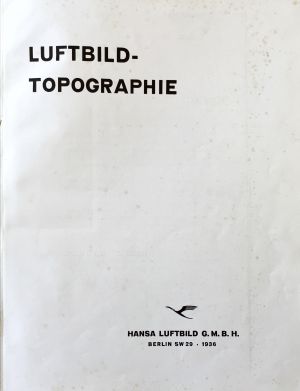 LUFTBILD-
TOPOGRAPHIE
HANSA LUFTBILD G. M. B. H.
BERLIN SW 29 · 1936